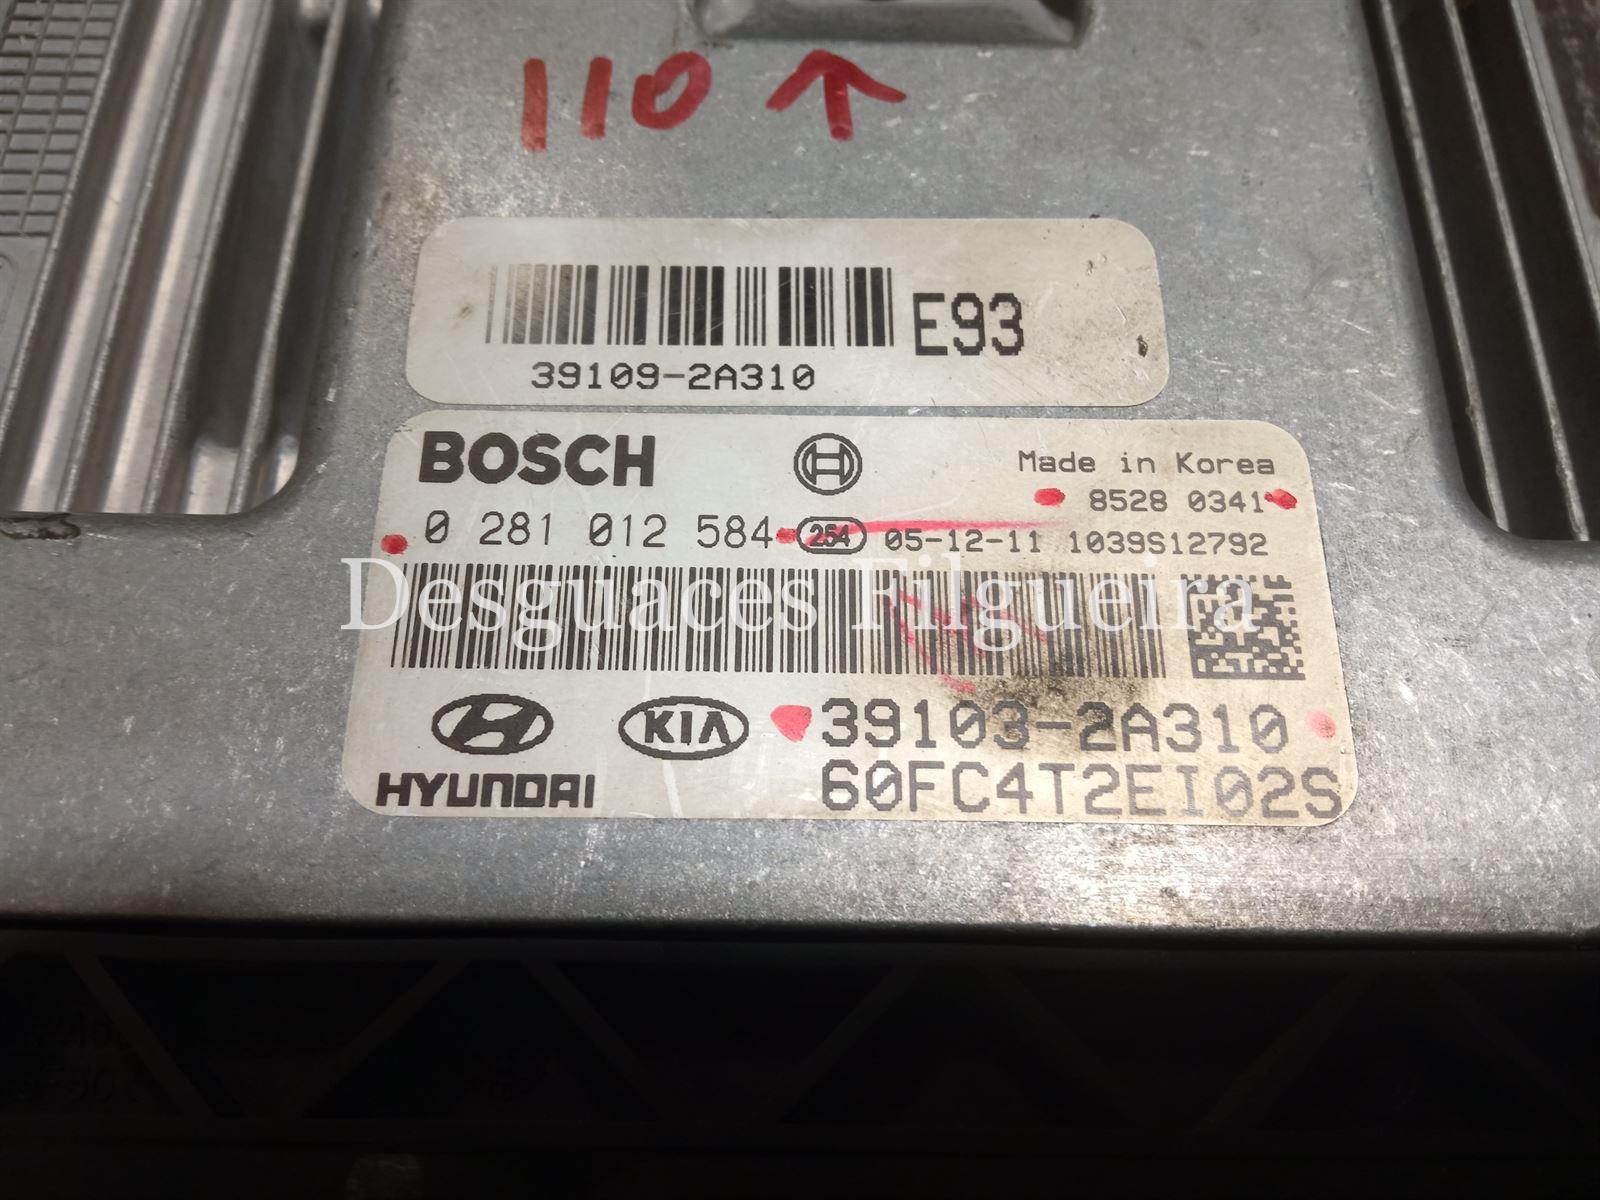 110 ↑
E93
39109-2A310
BOSCH
Made in Korea
8528 0341
0 281 012 584 254 05-12-11 1039S12792
Desguaces Filgueira
KIA 39103-2A310
HYUNDAI 60FC4T2EI02S